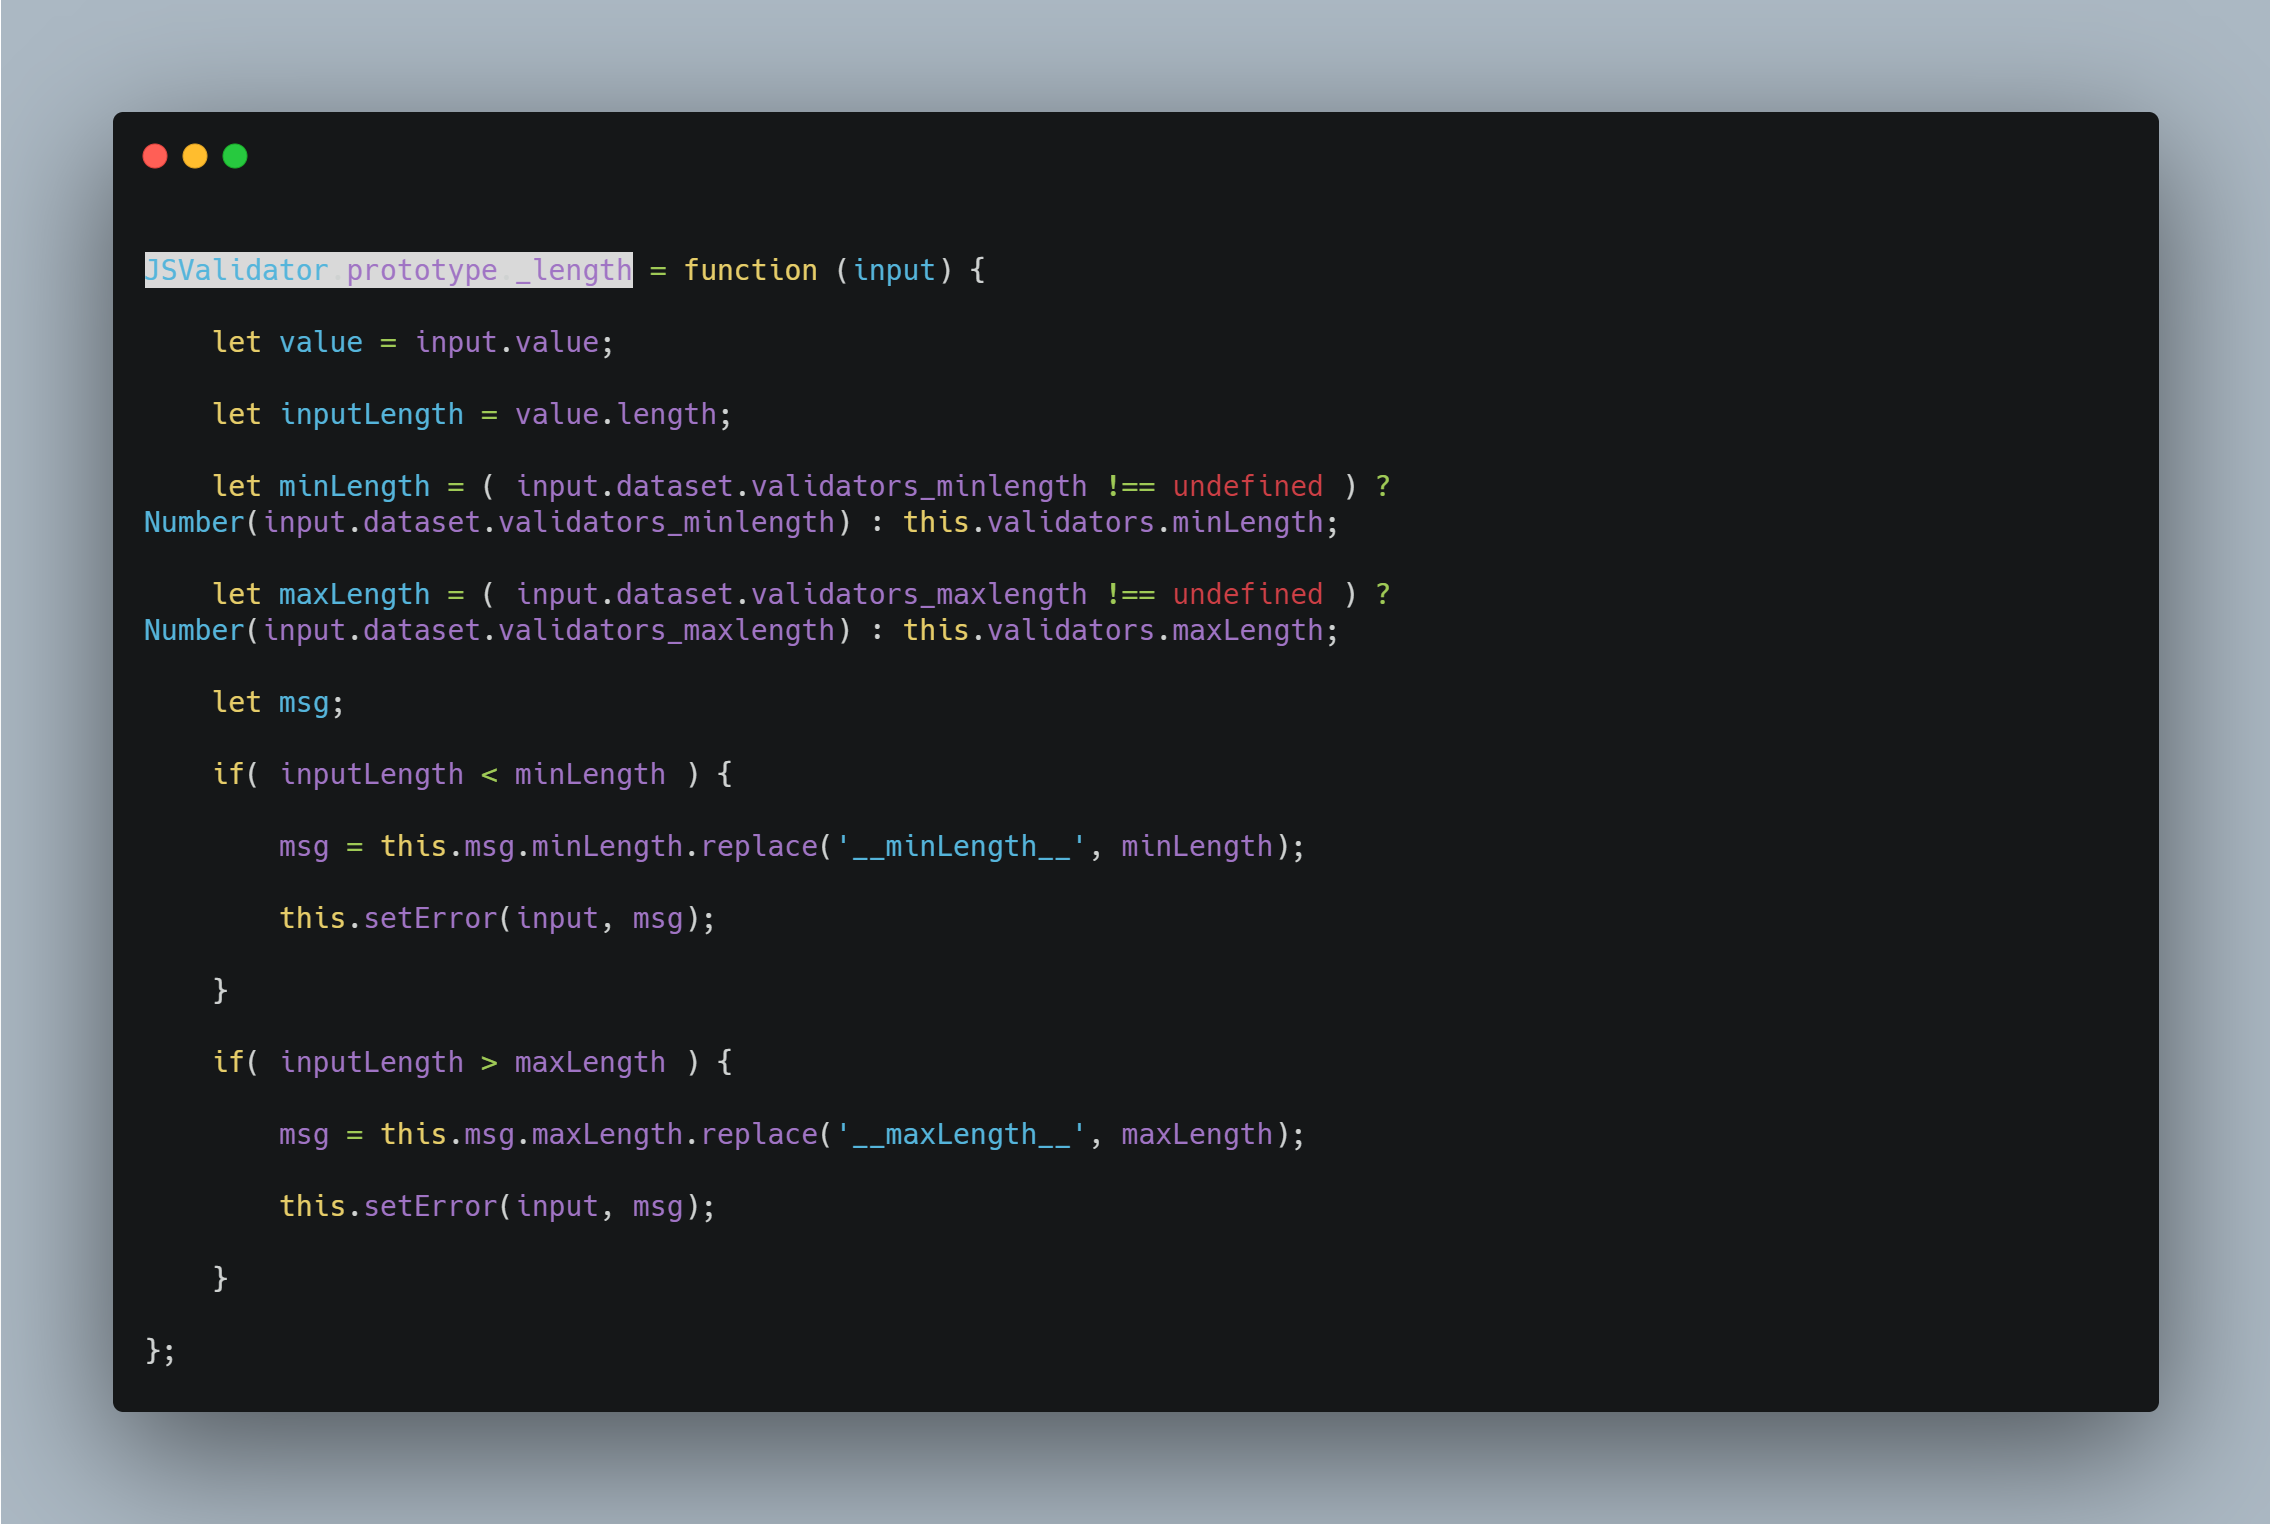 JSValidator.prototype._length = function (input) {
let value = input.value;
let inputLength = value.length;
let minLength = ( input.dataset.validators_minlength !== undefined ) ?
Number(input.dataset.validators_minlength) : this.validators.minLength;
let maxLength = ( input.dataset.validators_maxlength !== undefined ) ?
Number(input.dataset.validators_maxlength) : this.validators.maxLength;
let msg;
if( inputLength < minLength ) {
msg = this.msg.minLength.replace('__minLength__', minLength);
this.setError(input, msg);
}
if( inputLength > maxLength ) {
msg = this.msg.maxLength.replace('__maxLength__', maxLength);
this.setError(input, msg);
}
};